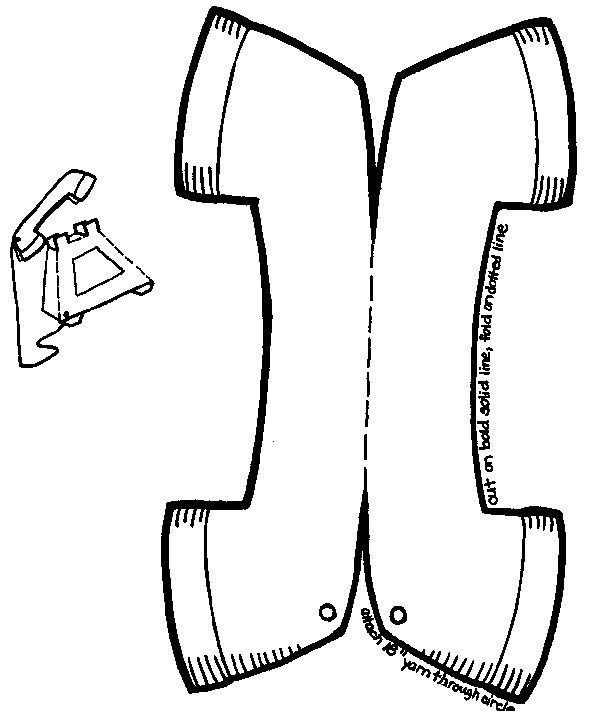 cut on bold solid line, fold on dotted line
attach 18" yarn through circle